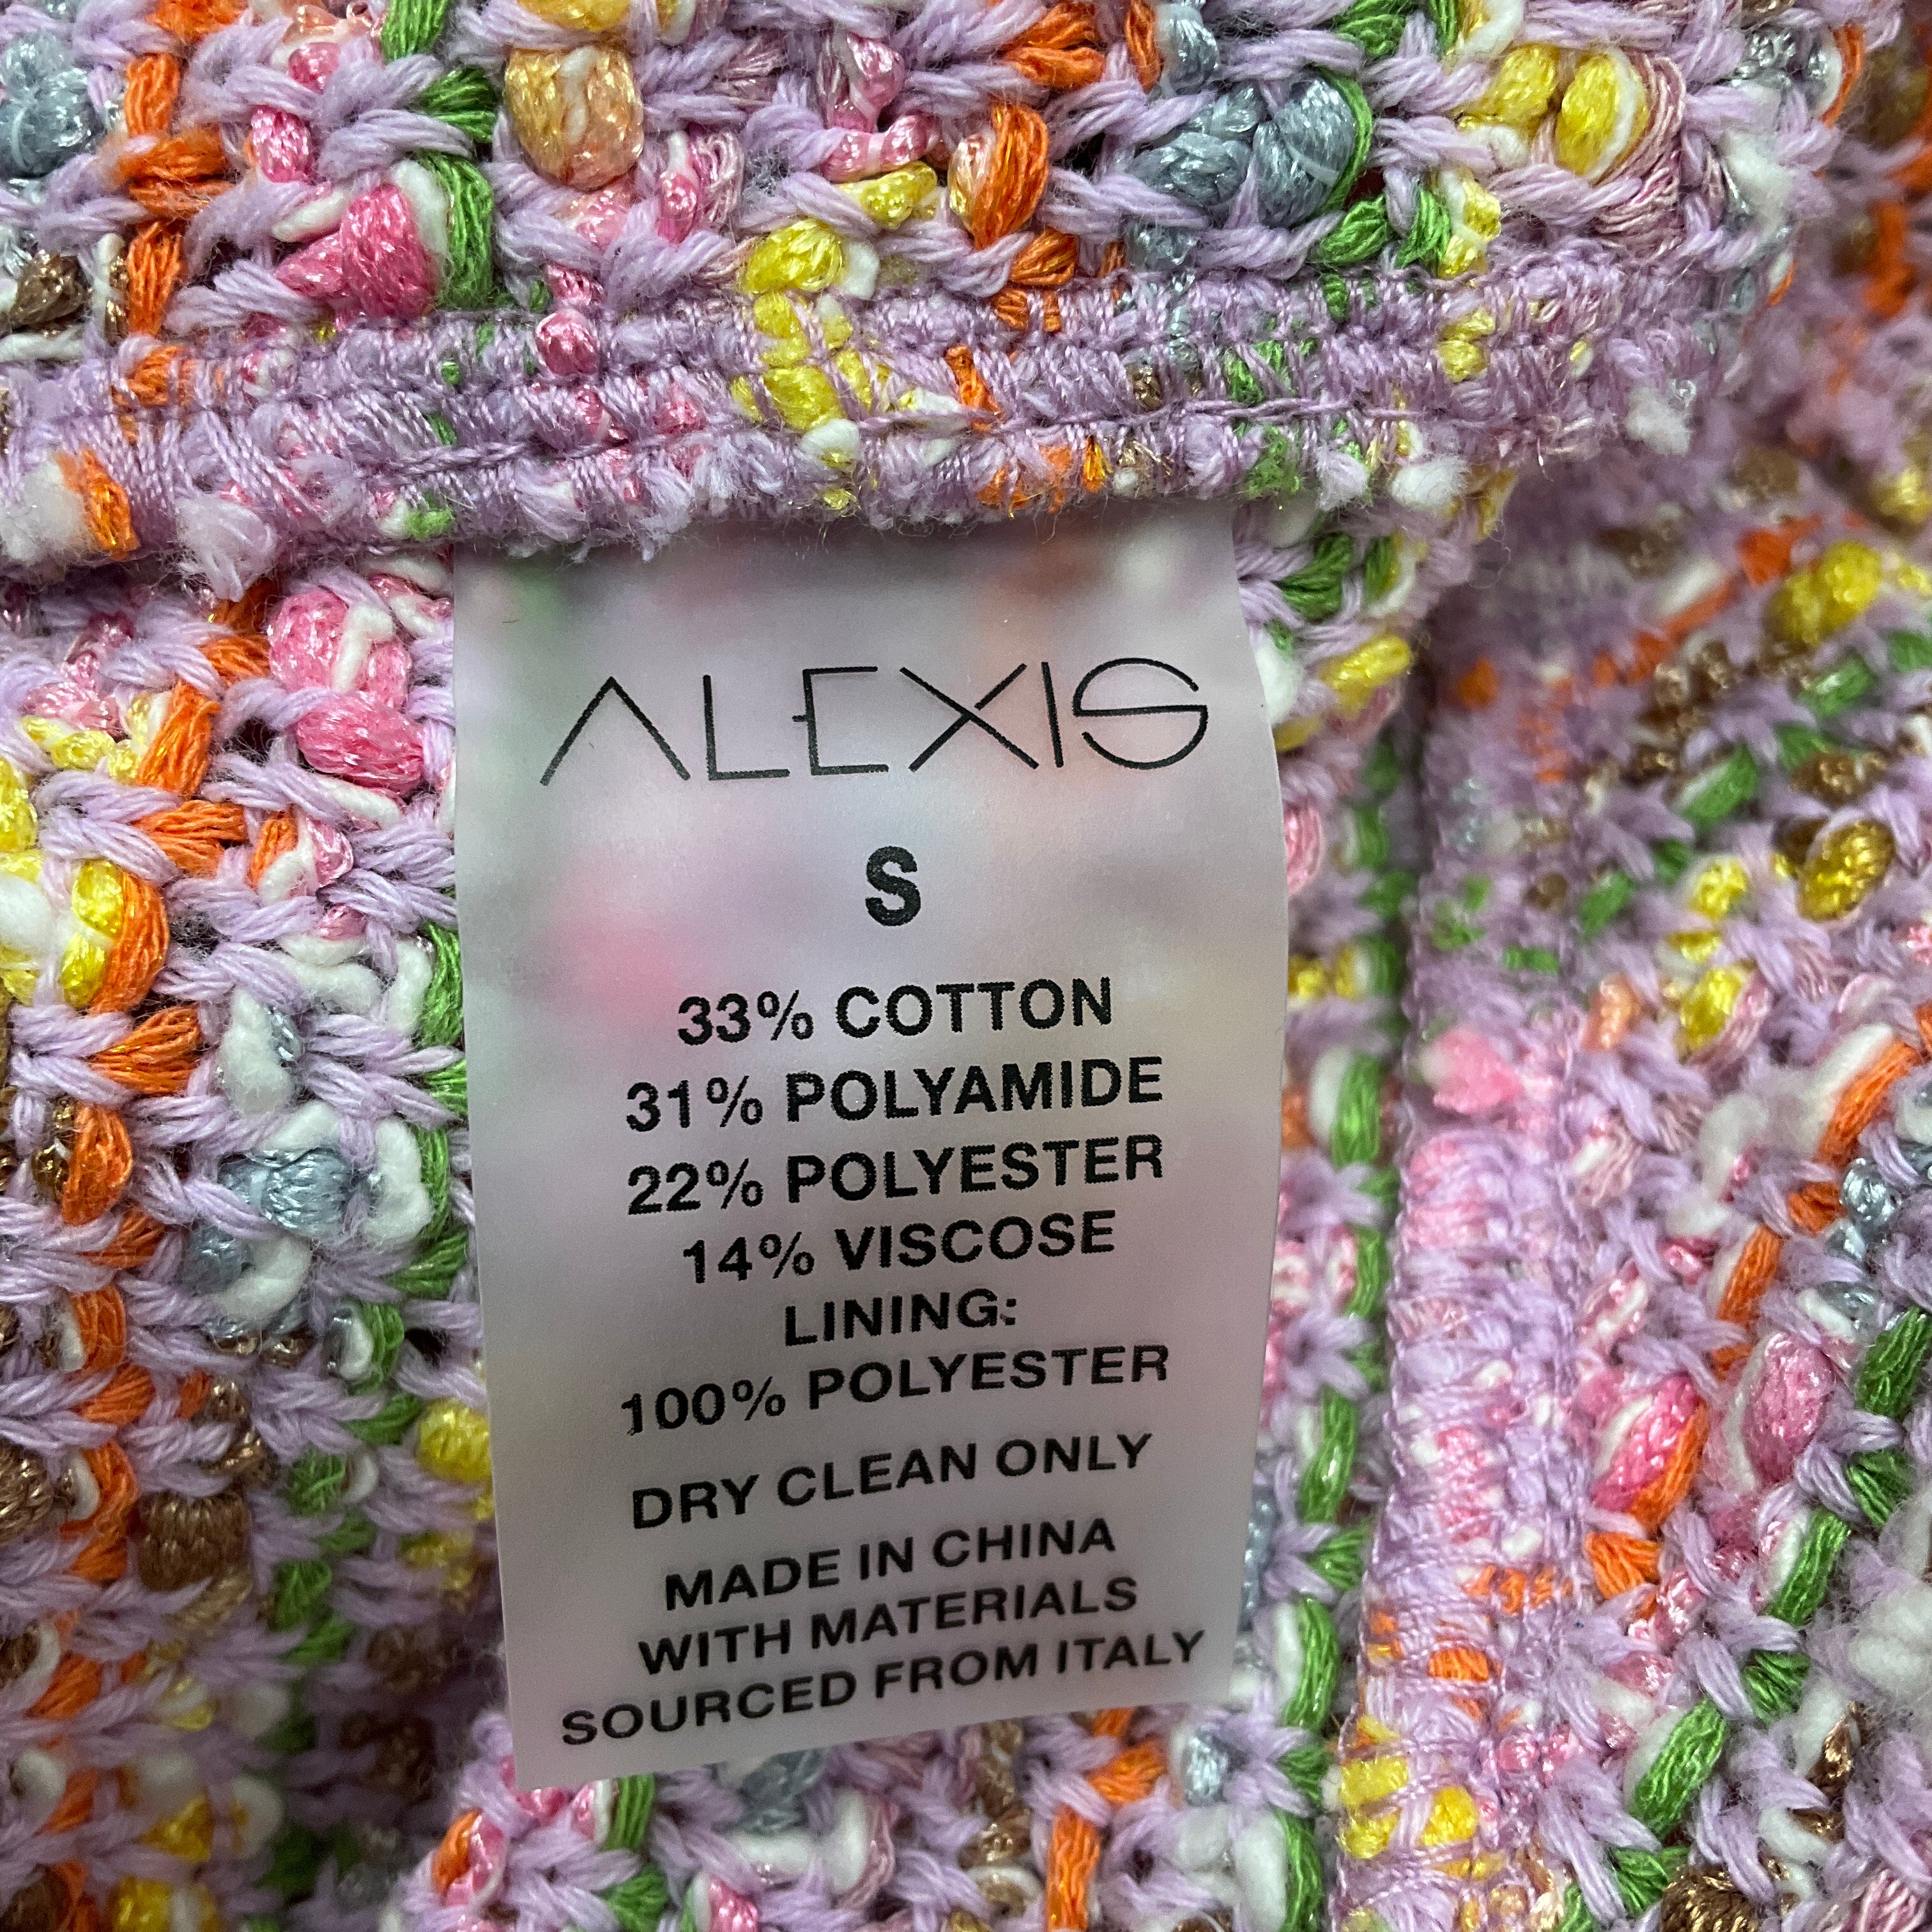 ALEXIS
S
33% COTTON
31% POLYAMIDE
22% POLYESTER
14% VISCOSE
LINING:
100% POLYESTER
DRY CLEAN ONLY
MADE IN CHINA
WITH MATERIALS
SOURCED FROM ITALY